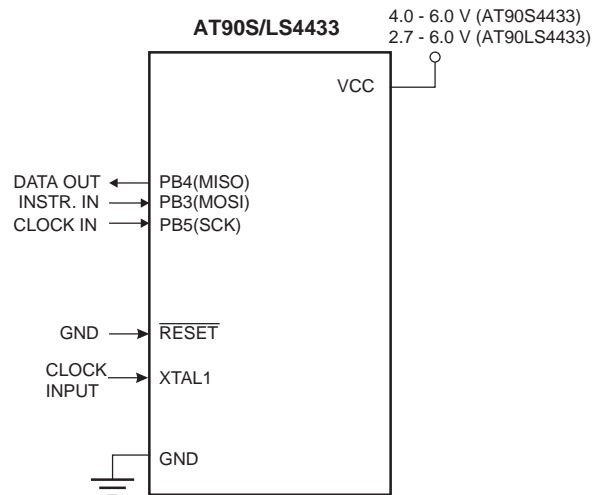 4.0 - 6.0 V (AT90S4433)
AT90S/LS4433
2.7 - 6.0 V (AT90LS4433)
VCC
DATA OUT PB4(MISO)
INSTR. IN PB3(MOSI)
CLOCK IN PB5(SCK)
GND RESET
CLOCK
INPUT
XTAL1
GND